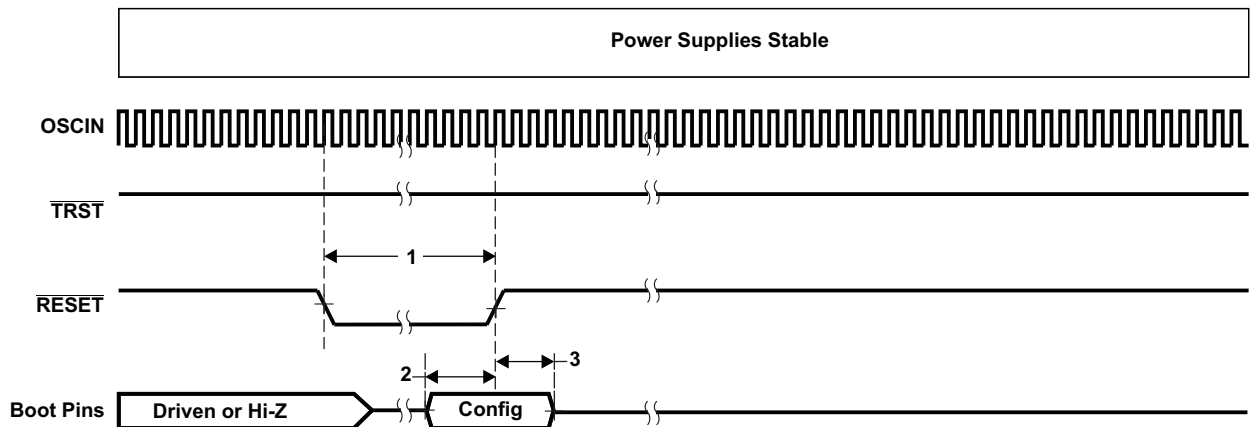 Power Supplies Stable
OSCIN
TRST
1
RESET
3
2
Boot Pins
Driven or Hi-Z
Config